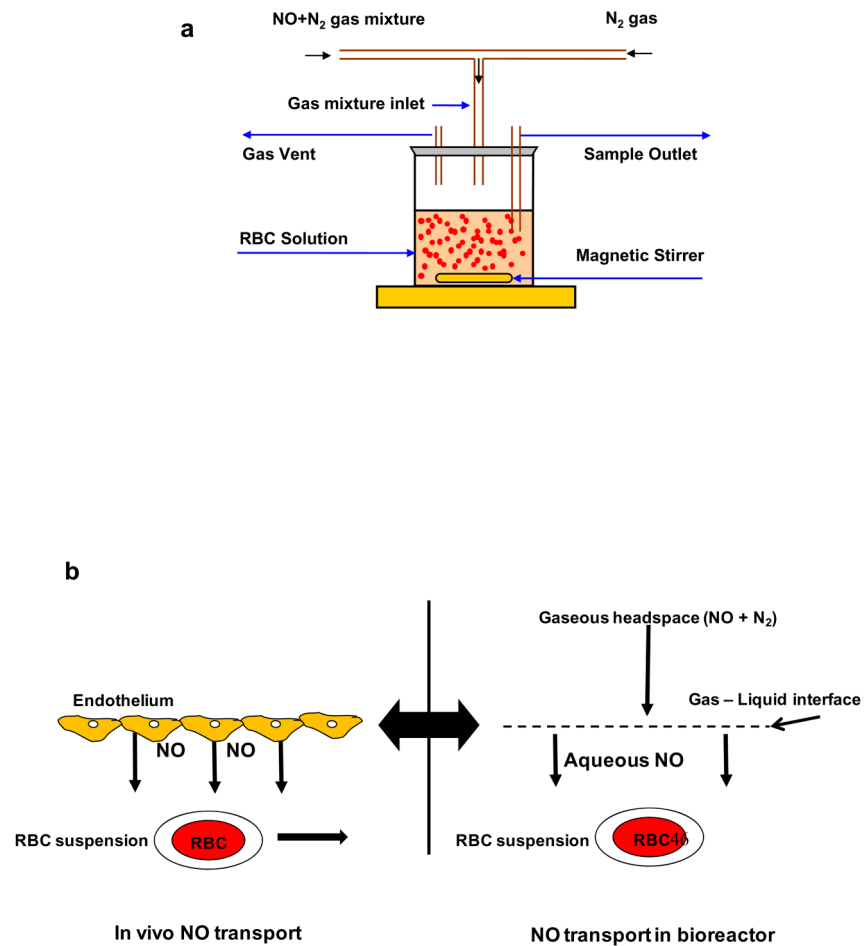 a
NO+N₂ gas mixture
N₂ gas
Gas mixture inlet
Gas Vent
Sample Outlet
RBC Solution
Magnetic Stirrer
b
Gaseous headspace (NO + N₂)
Endothelium
Gas – Liquid interface
NO NO
Aqueous NO
RBC suspension
RBC
RBC suspension
RBC46
In vivo NO transport
NO transport in bioreactor